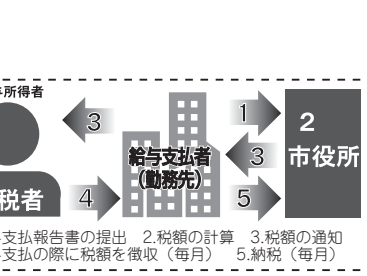 所得者
3
1
2
給与支払者
3
市役所
(勤務先)
税者
4
5
支払報告書の提出 2.税額の計算 3.税額の通知
支払の際に税額を徴収(毎月) 5.納税(毎月)